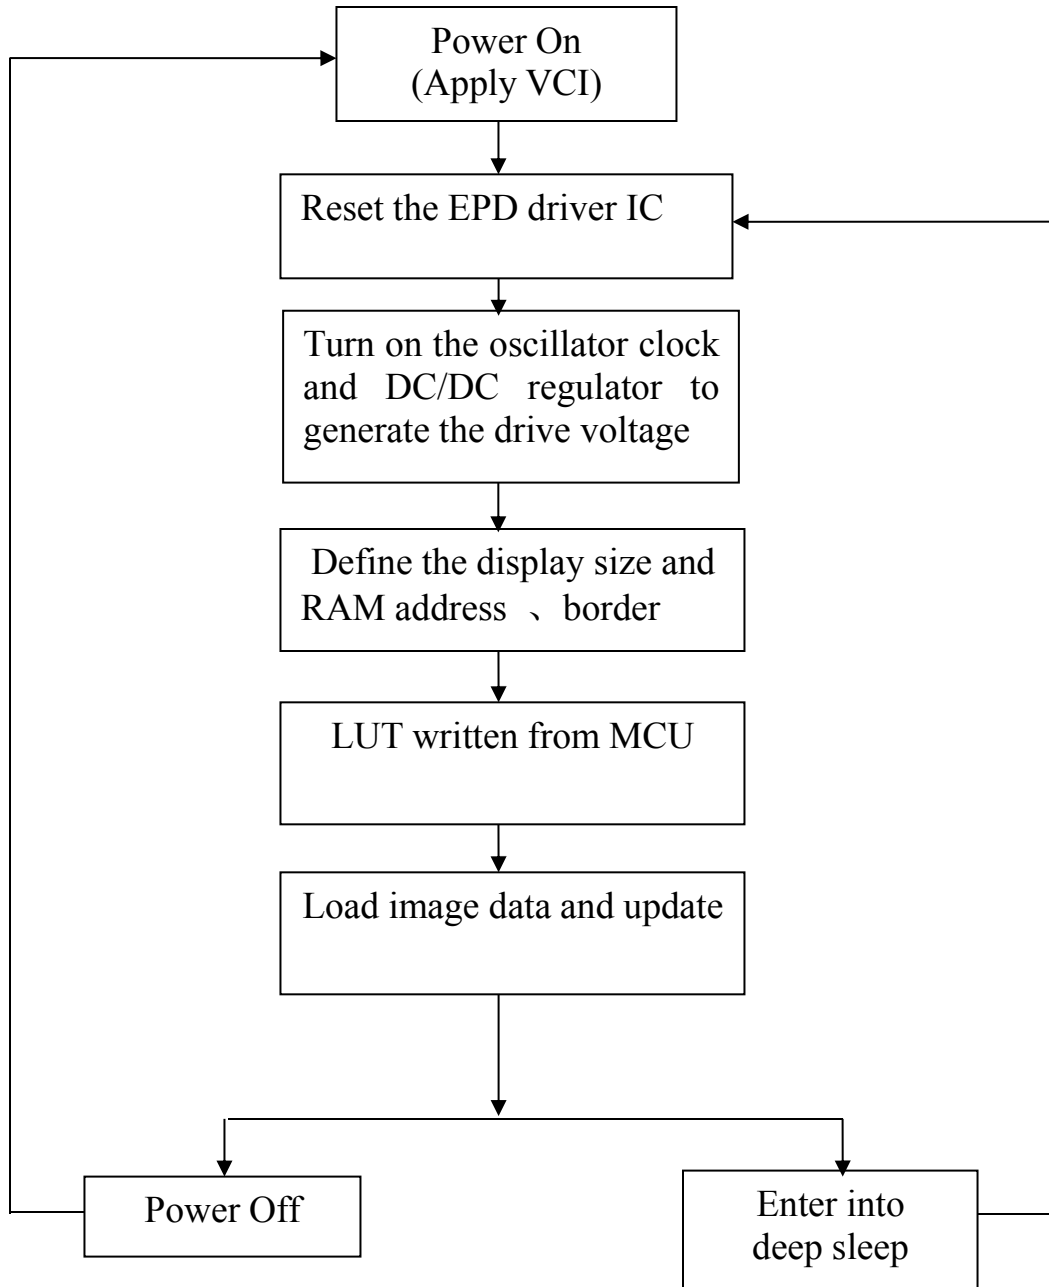 Power On
(Apply VCI)
Reset the EPD driver IC
Turn on the oscillator clock
and DC/DC regulator to
generate the drive voltage
Define the display size and
RAM address 、border
LUT written from MCU
Load image data and update
Power Off
Enter into
deep sleep